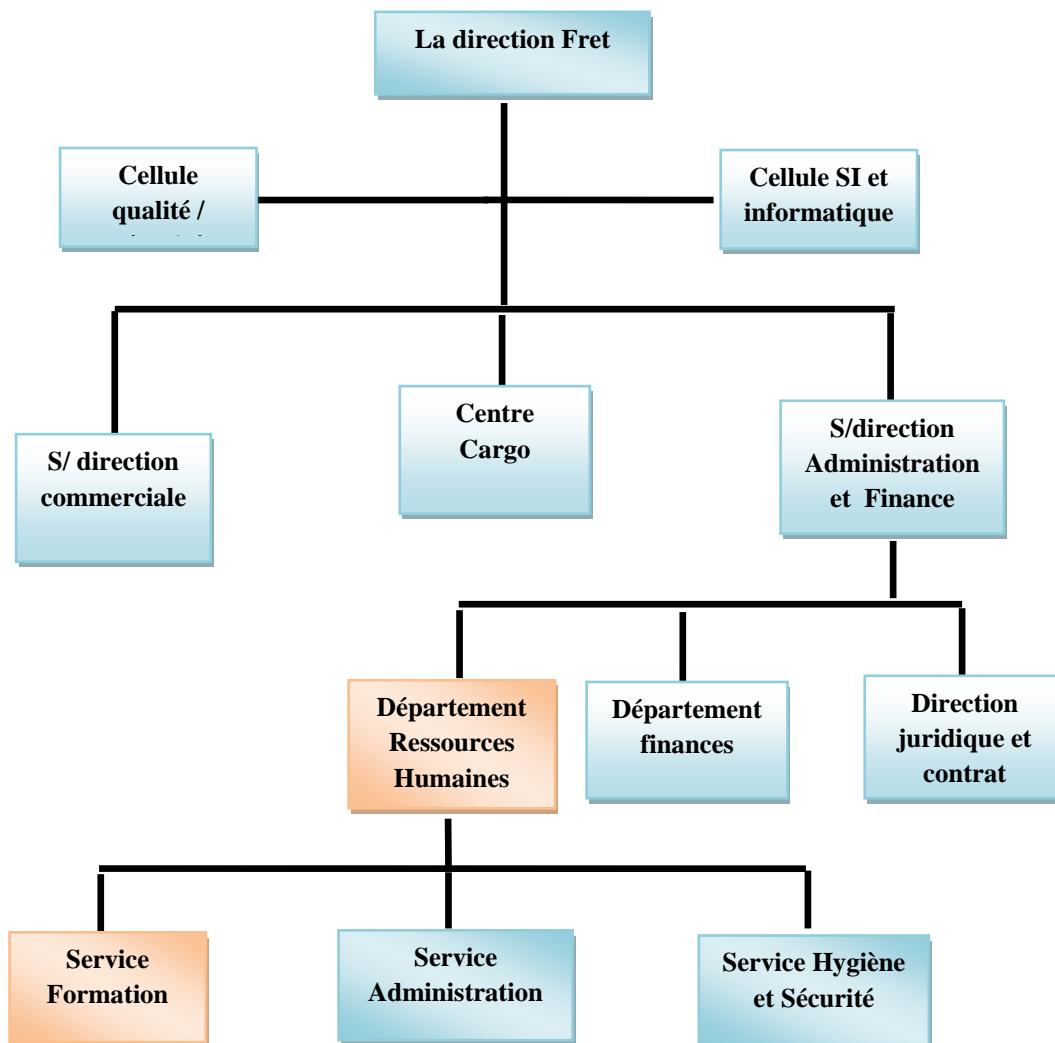 La direction Fret
Cellule
qualité /
Cellule SI et
informatique
S/ direction
commerciale
Centre
Cargo
S/direction
Administration
et Finance
Département
Ressources
Humaines
Département
finances
Direction
juridique et
contrat
Service
Formation
Service
Administration
Service Hygiène
et Sécurité